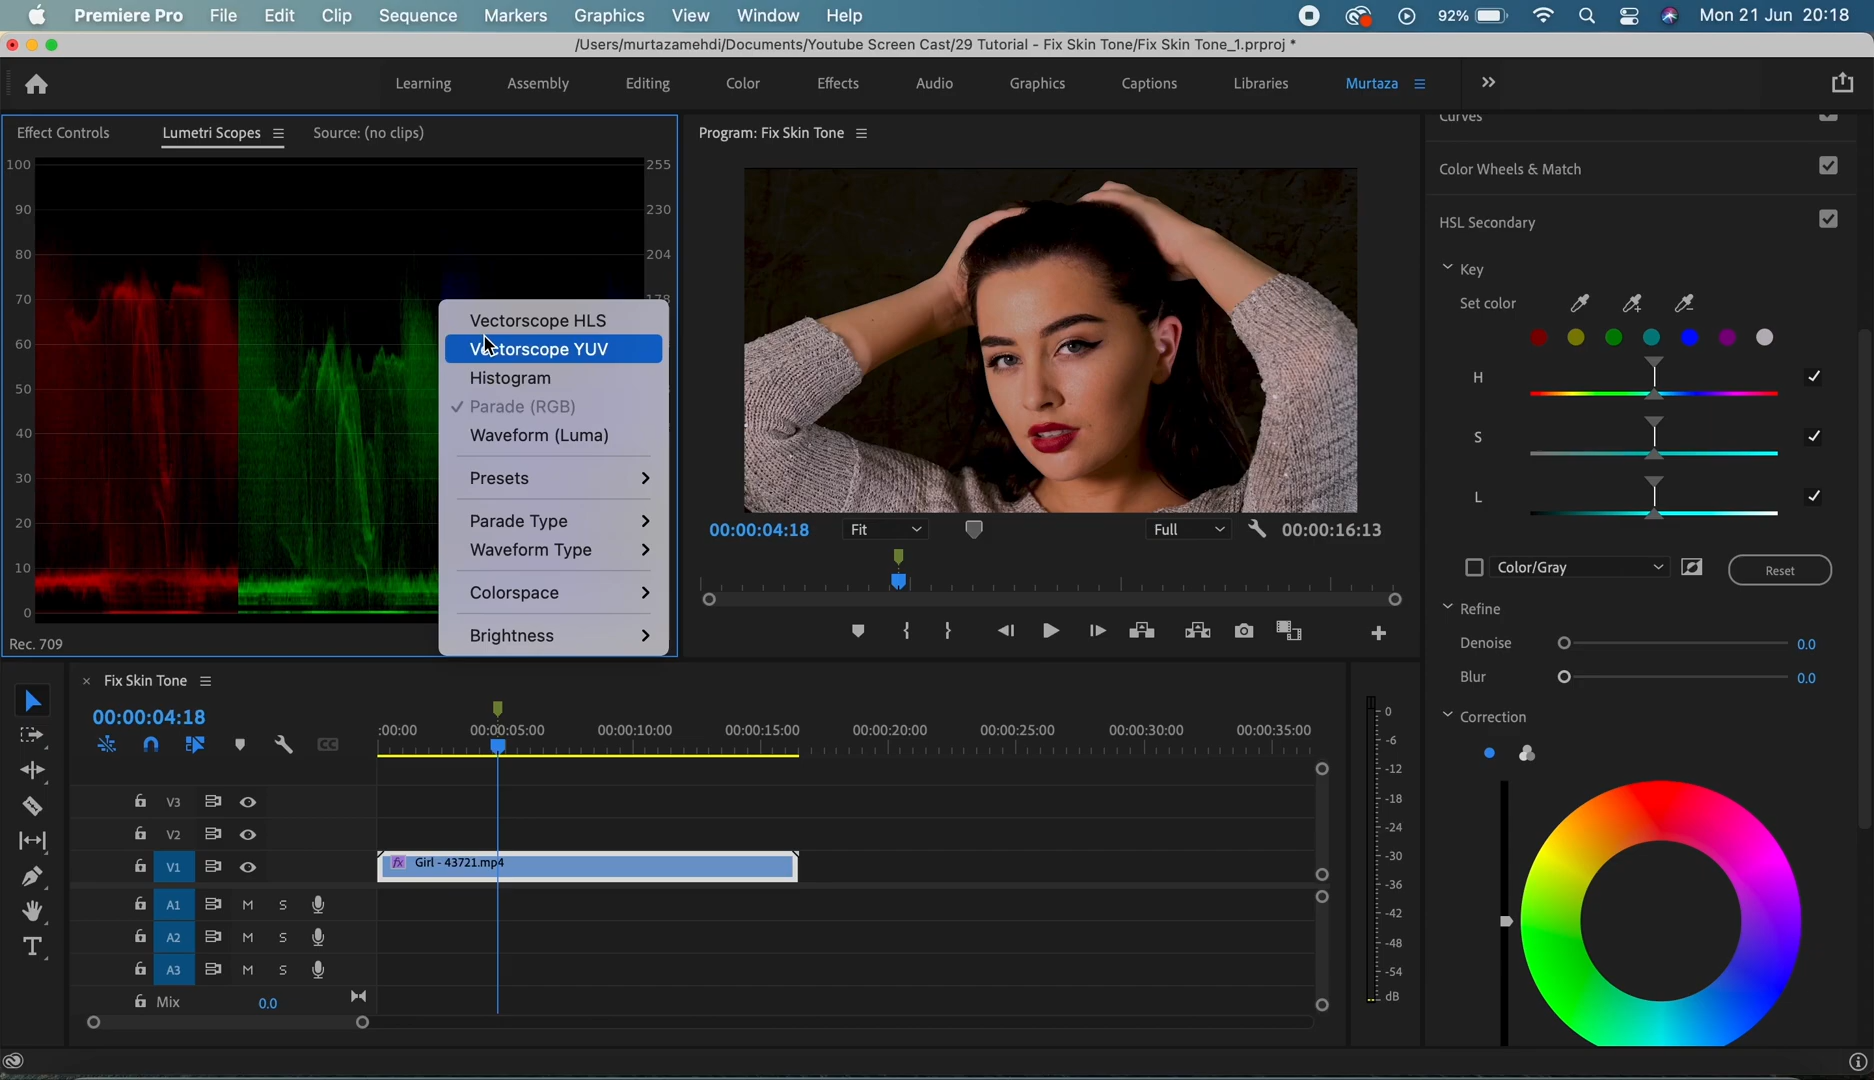 Premiere Pro File Edit Clip Sequence Markers Graphics View Window Help 92% Mon 21 Jun 20:18
/Users/murtazamehdi/Documents/Youtube Screen Cast/29 Tutorial - Fix Skin Tone/Fix Skin Tone_1.prproj *
Learning Assembly Editing Color Effects Audio Graphics Captions Libraries Murtaza
Effect Controls Lumetri Scopes Source: (no clips)
100 255
90 230
80 204
70 178
60
50
40
30
20
10
0
Rec. 709
Vectorscope HLS
Vectorscope YUV
Histogram
Parade (RGB)
Waveform (Luma)
Presets
Parade Type
Waveform Type
Colorspace
Brightness
Program: Fix Skin Tone
00:00:04:18 Fit Full 00:00:16:13
Curves
Color Wheels & Match
HSL Secondary
Key
Set color
H
S
L
Color/Gray Reset
Refine
Denoise 0.0
Blur 0.0
Correction
× Fix Skin Tone
00:00:04:18
CC
:00:00 00:00:05:00 00:00:10:00 00:00:15:00 00:00:20:00 00:00:25:00 00:00:30:00 00:00:35:00
V3
V2
V1 fx Girl - 43721.mp4
A1 M S
A2 M S
A3 M S
Mix 0.0
0
-6
-12
-18
-24
-30
-36
-42
-48
-54
dB